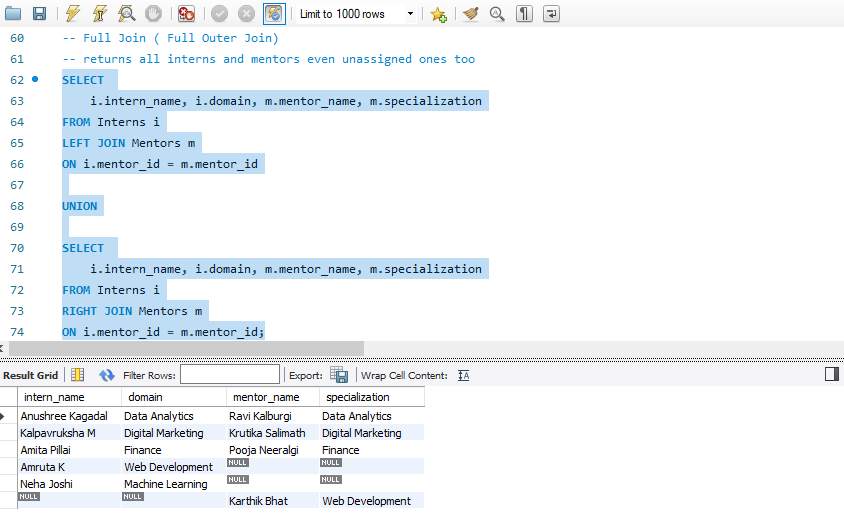 Limit to 1000 rows
60 -- Full Join ( Full Outer Join)
61 -- returns all interns and mentors even unassigned ones too
62 SELECT
63 i.intern_name, i.domain, m.mentor_name, m.specialization
64 FROM Interns i
65 LEFT JOIN Mentors m
66 ON i.mentor_id = m.mentor_id
67
68 UNION
69
70 SELECT
71 i.intern_name, i.domain, m.mentor_name, m.specialization
72 FROM Interns i
73 RIGHT JOIN Mentors m
74 ON i.mentor_id = m.mentor_id;
Result Grid Filter Rows: Export: Wrap Cell Content:
intern_name domain mentor_name specialization
Anushree Kagadal Data Analytics Ravi Kalburgi Data Analytics
Kalpavruksha M Digital Marketing Krutika Salimath Digital Marketing
Amita Pillai Finance Pooja Neeralgi Finance
Amruta K Web Development NULL NULL
Neha Joshi Machine Learning NULL NULL
NULL NULL Karthik Bhat Web Development